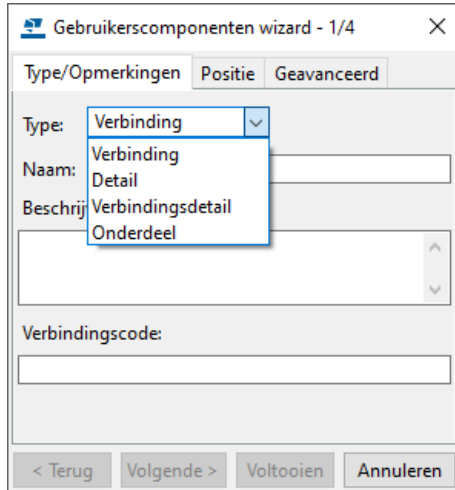 Gebruikerscomponenten wizard - 1/4
Type/Opmerkingen Positie Geavanceerd
Type: Verbinding
Verbinding
Naam:
Detail
Beschrij Verbindingsdetail
Onderdeel
Verbindingscode:
< Terug Volgende > Voltooien Annuleren